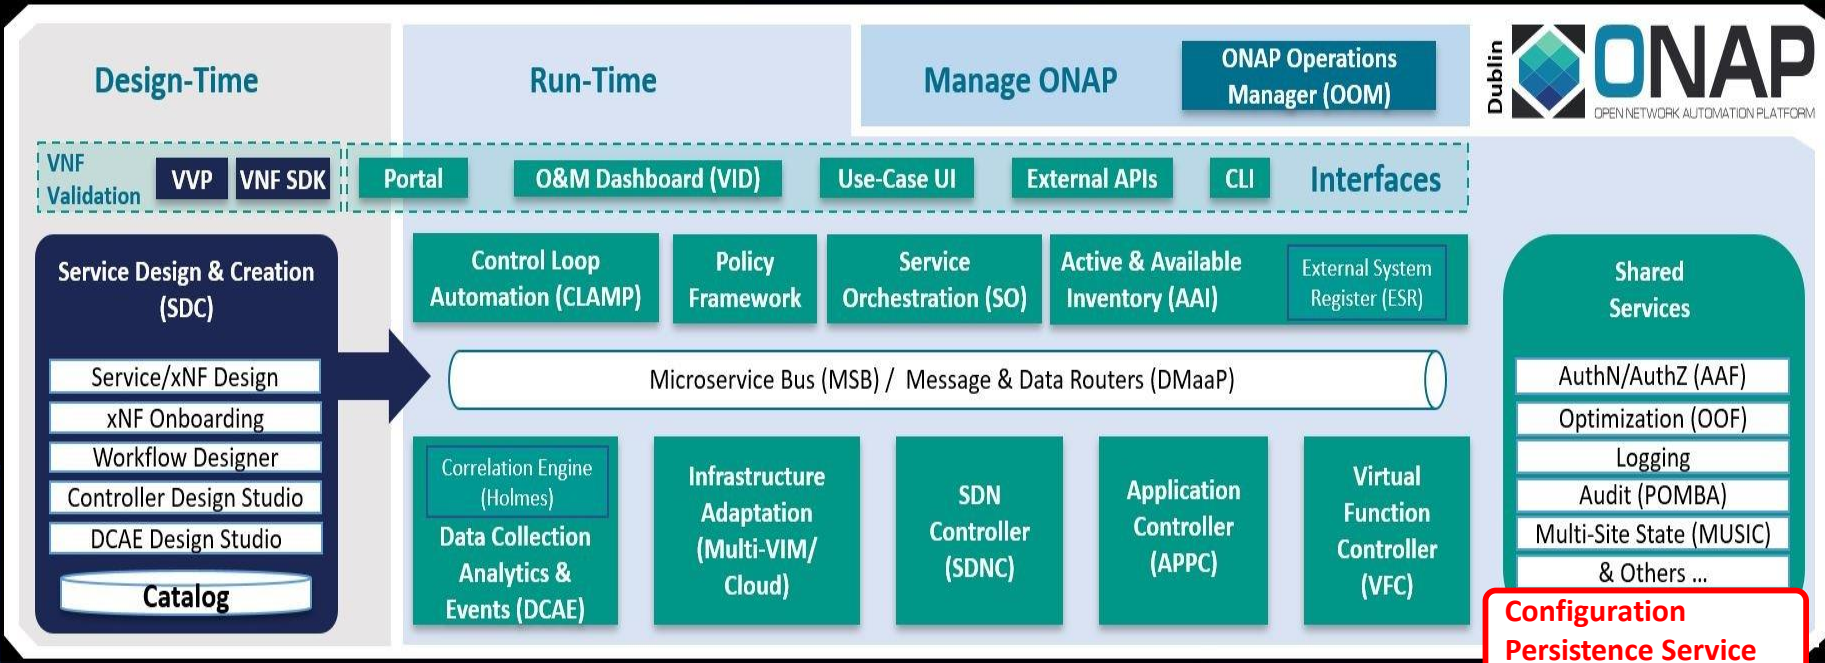 Design-Time
Run-Time
Manage ONAP
ONAP Operations
Manager (OOM)
Dublin
ONAP
OPEN NETWORK AUTOMATION PLATFORM
VNF
Validation
VVP
VNF SDK
Portal
O&M Dashboard (VID)
Use-Case UI
External APIs
CLI
Interfaces
Service Design & Creation
(SDC)
Service/xNF Design
xNF Onboarding
Workflow Designer
Controller Design Studio
DCAE Design Studio
Catalog
Control Loop
Automation (CLAMP)
Policy
Framework
Service
Orchestration (SO)
Active & Available
Inventory (AAI)
External System
Register (ESR)
Microservice Bus (MSB) / Message & Data Routers (DMaaP)
Correlation Engine
(Holmes)
Data Collection
Analytics &
Events (DCAE)
Infrastructure
Adaptation
(Multi-VIM/
Cloud)
SDN
Controller
(SDNC)
Application
Controller
(APPC)
Virtual
Function
Controller
(VFC)
Shared
Services
AuthN/AuthZ (AAF)
Optimization (OOF)
Logging
Audit (POMBA)
Multi-Site State (MUSIC)
& Others ...
Configuration
Persistence Service